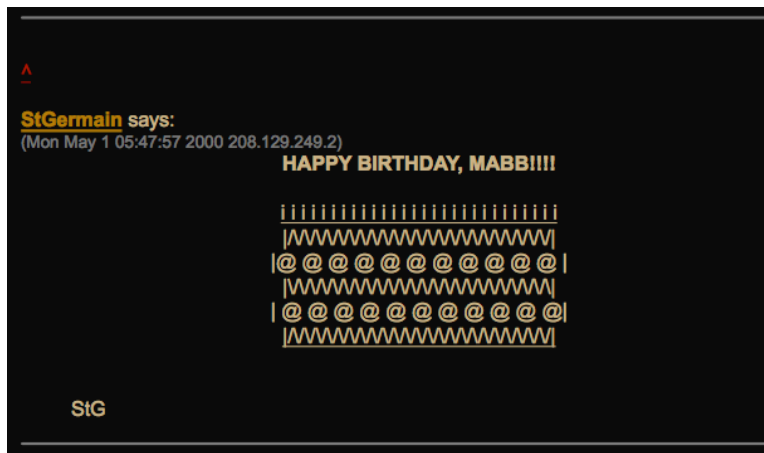 ^
StGermain says:
(Mon May 1 05:47:57 2000 208.129.249.2)
HAPPY BIRTHDAY, MABB!!!!
i i i i i i i i i i i i i i i i i i i i i i i i i i i i
|/\/\/\/\/\/\/\/\/\/\/\/\/\/\/\/\/\/\/\/\/\/|
|@ @ @ @ @ @ @ @ @ @ @ |
|\/\/\/\/\/\/\/\/\/\/\/\/\/\/\/\/\/\/\/\/\/\|
| @ @ @ @ @ @ @ @ @ @ @|
|/\/\/\/\/\/\/\/\/\/\/\/\/\/\/\/\/\/\/\/\/\/|
StG